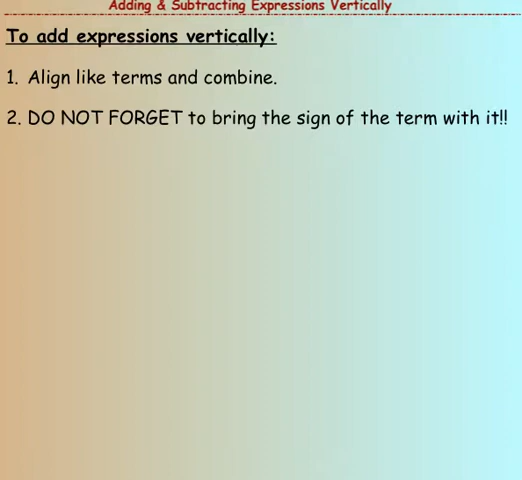 Adding & Subtracting Expressions Vertically
To add expressions vertically:
1. Align like terms and combine.
2. DO NOT FORGET to bring the sign of the term with it!!